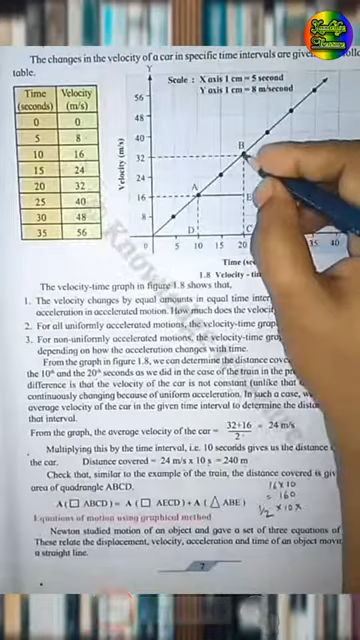 The changes in the velocity of a car in specific time intervals are given
table.
Time (seconds) Velocity (m/s)
0 0
5 8
10 16
15 24
20 32
25 40
30 48
35 56
Y
Scale : X axis 1 cm = 5 second
Y axis 1 cm = 8 m/second
Velocity (m/s)
56
48
40
32
24
16
8
0
A
B
E
D
C
5 10 15 20 35 40
Time (sec
1.8 Velocity - tim
The velocity-time graph in figure 1.8 shows that,
1. The velocity changes by equal amounts in equal time
acceleration in accelerated motion. How much does the velocity
2. For all uniformly accelerated motions, the velocity-time graph
3. For non-uniformly accelerated motions, the velocity-time
depending on how the acceleration changes with time.
From the graph in figure 1.8, we can determine the distance
the 10th and the 20th seconds as we did in the case of the train in the
difference is that the velocity of the car is not constant (unlike that
continuously changing because of uniform acceleration. In such a case,
average velocity of the car in the given time interval to determine the
that interval.
From the graph, the average velocity of the car = 32+16 / 2 = 24 m/s
Multiplying this by the time interval, i.e. 10 seconds gives us the distance
the car. Distance covered = 24 m/s x 10 s = 240 m
Check that, similar to the example of the train, the distance covered is
area of quadrangle ABCD.
16 x 10
= 160
A (□ ABCD) = A (□ AECD) + A (△ ABE)
1/2 x 10 x
Equations of motion using graphical method
Newton studied motion of an object and gave a set of three equations of
These relate the displacement, velocity, acceleration and time of an object
a straight line.
7